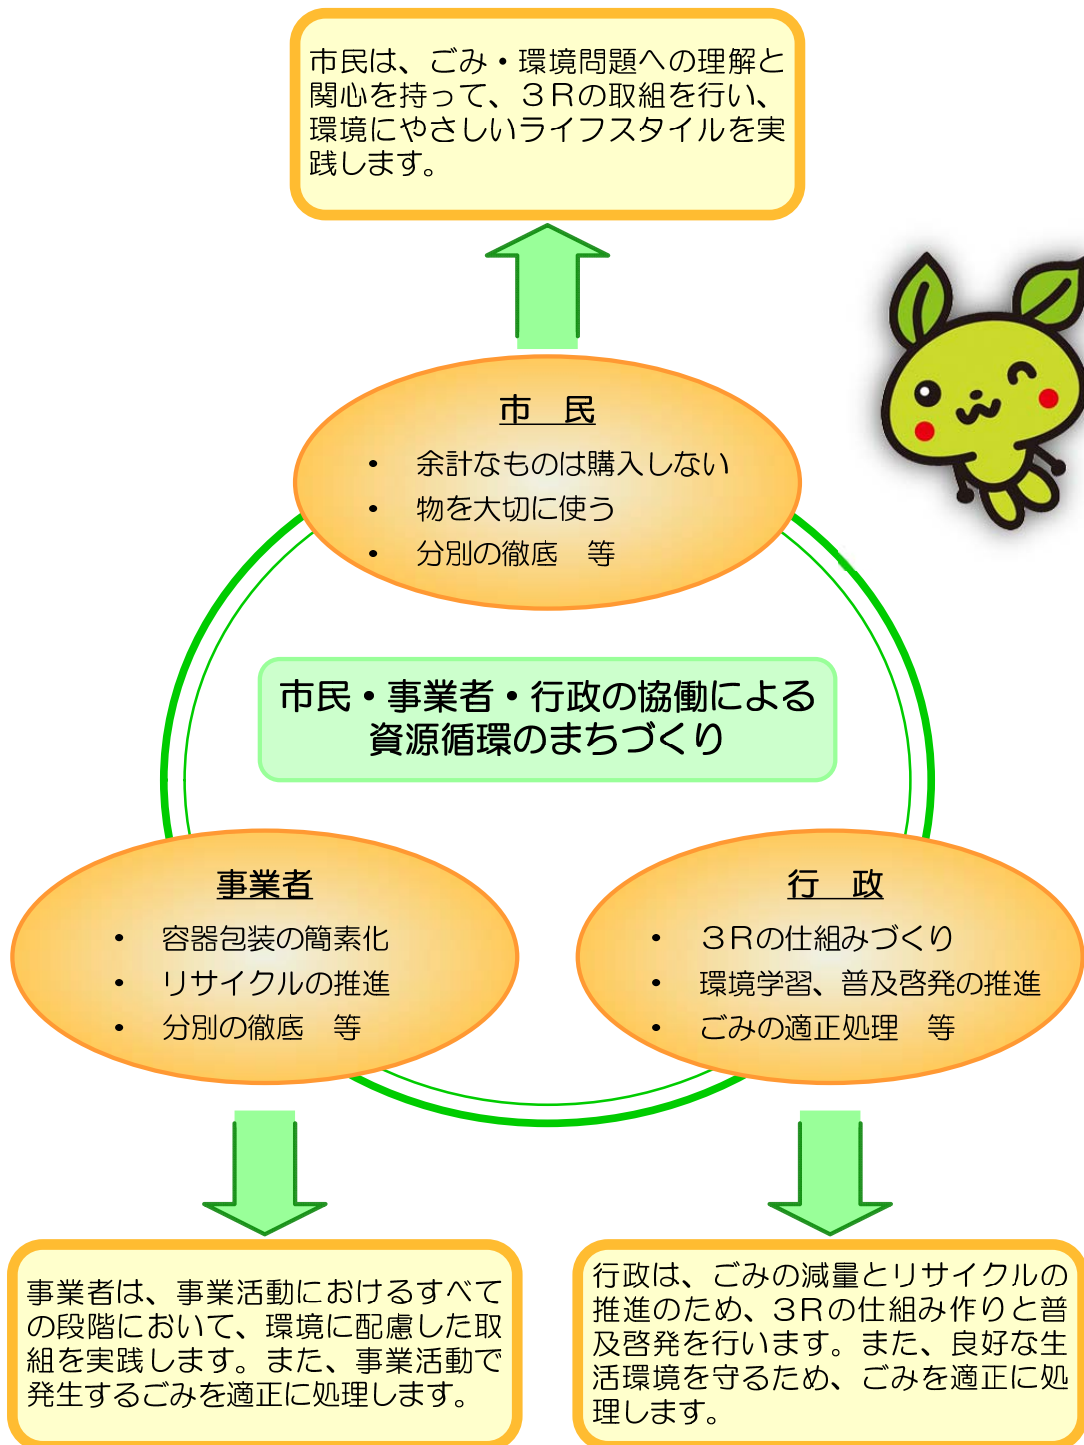 市民は、ごみ・環境問題への理解と
関心を持って、３Ｒの取組を行い、
環境にやさしいライフスタイルを実
践します。
市　民
・　余計なものは購入しない
・　物を大切に使う
・　分別の徹底　等
市民・事業者・行政の協働による
資源循環のまちづくり
事業者
・　容器包装の簡素化
・　リサイクルの推進
・　分別の徹底　等
行　政
・　３Ｒの仕組みづくり
・　環境学習、普及啓発の推進
・　ごみの適正処理　等
事業者は、事業活動におけるすべて
の段階において、環境に配慮した取
組を実践します。また、事業活動で
発生するごみを適正に処理します。
行政は、ごみの減量とリサイクルの
推進のため、３Ｒの仕組み作りと普
及啓発を行います。また、良好な生
活環境を守るため、ごみを適正に処
理します。